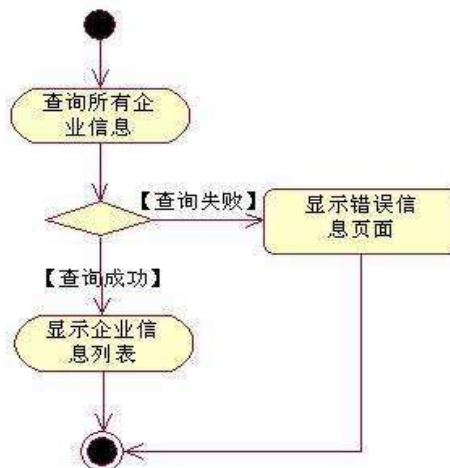 查询所有企
业信息
【查询失败】
显示错误信
息页面
【查询成功】
显示企业信
息列表